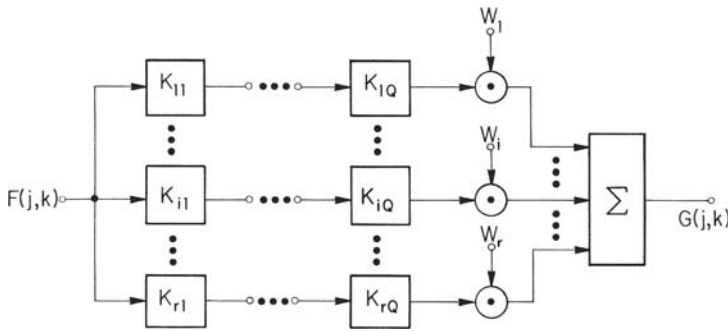 W₁
K₁₁
K₁Q
Wᵢ
F(j,k)
Kᵢ₁
KᵢQ
Σ
G(j,k)
Wᵣ
Kᵣ₁
KᵣQ